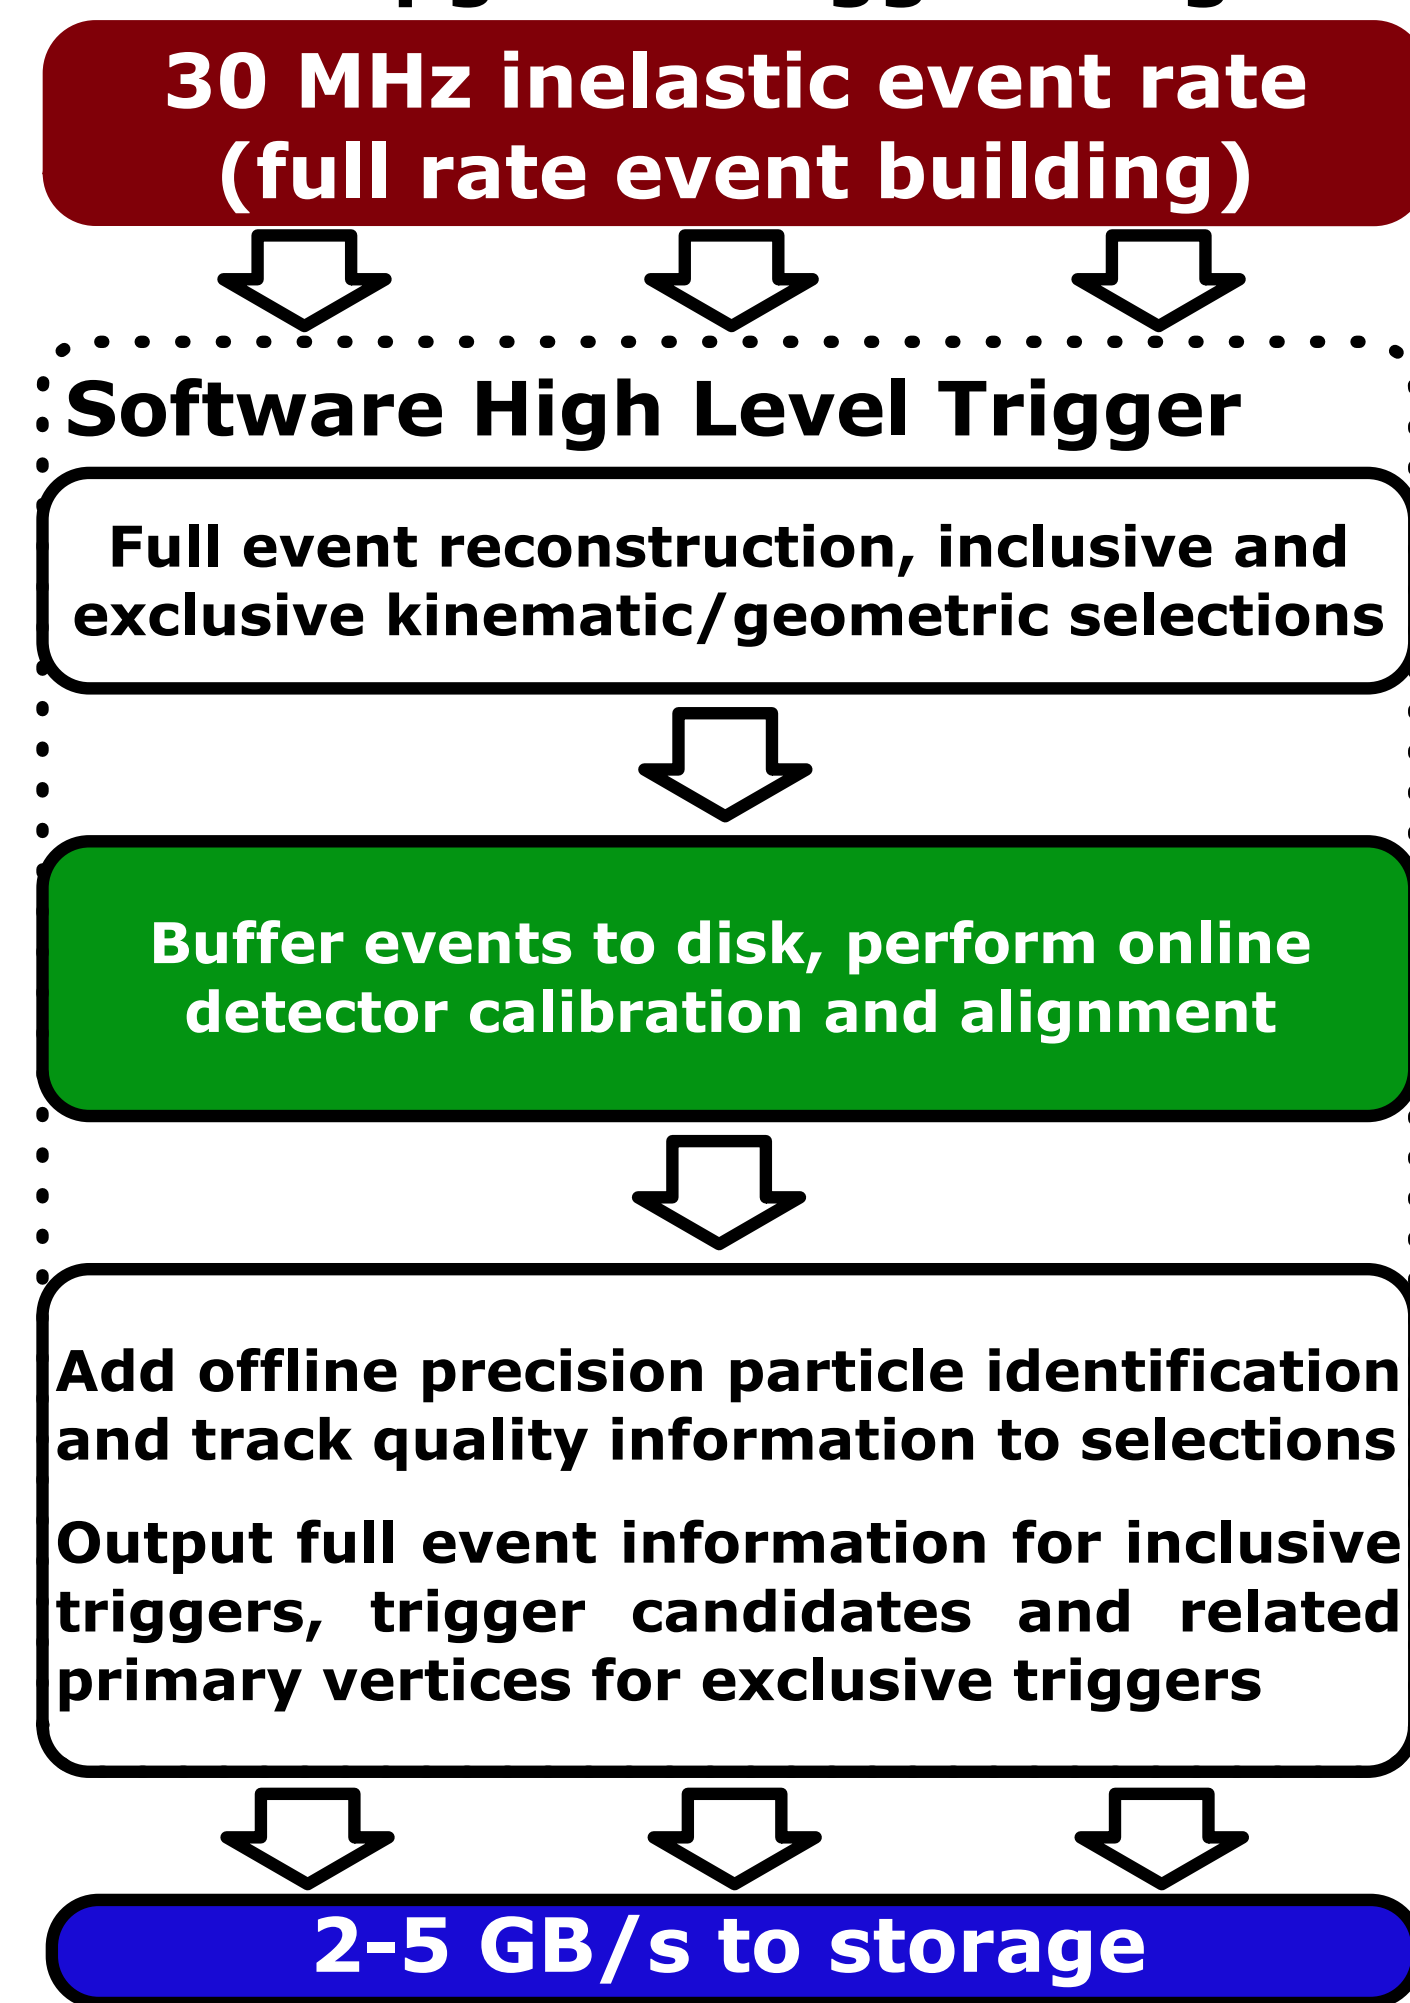 30 MHz inelastic event rate
(full rate event building)
Software High Level Trigger
Full event reconstruction, inclusive and
exclusive kinematic/geometric selections
Buffer events to disk, perform online
detector calibration and alignment
Add offline precision particle identification
and track quality information to selections
Output full event information for inclusive
triggers, trigger candidates and related
primary vertices for exclusive triggers
2-5 GB/s to storage